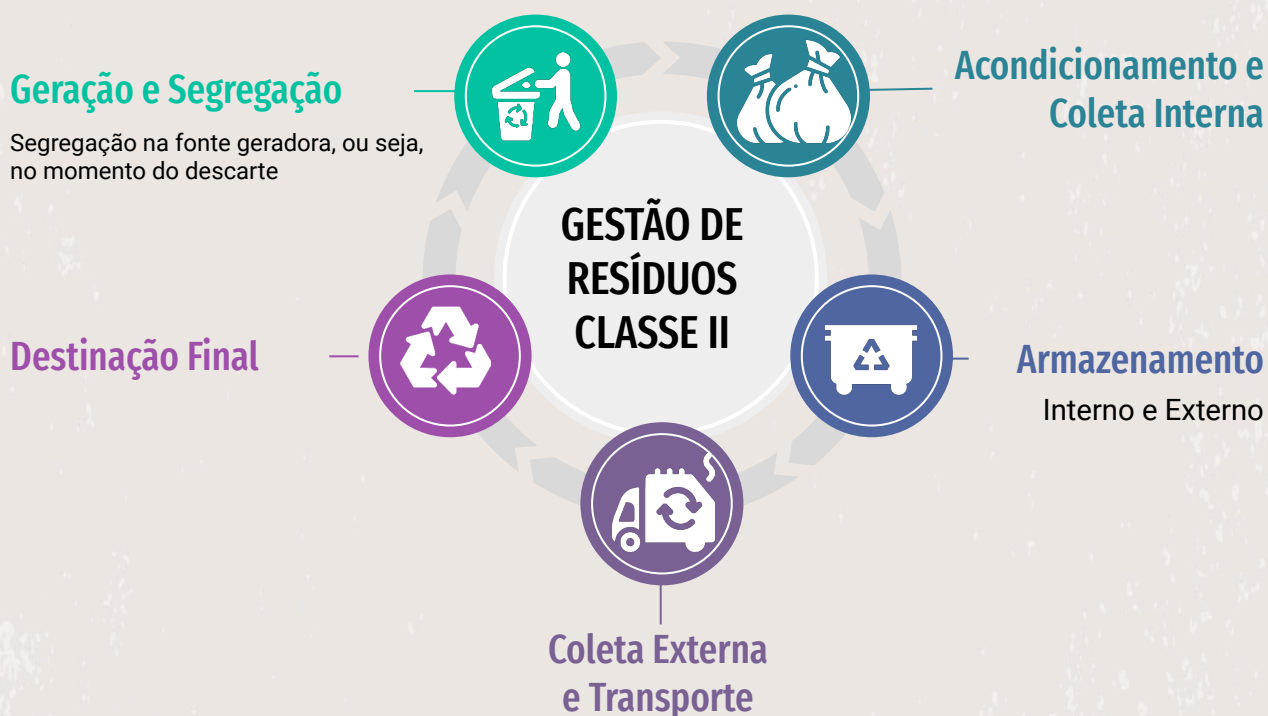 Geração e Segregação
Segregação na fonte geradora, ou seja,
no momento do descarte
Acondicionamento e
Coleta Interna
GESTÃO DE
RESÍDUOS
CLASSE II
Destinação Final
Armazenamento
Interno e Externo
Coleta Externa
e Transporte